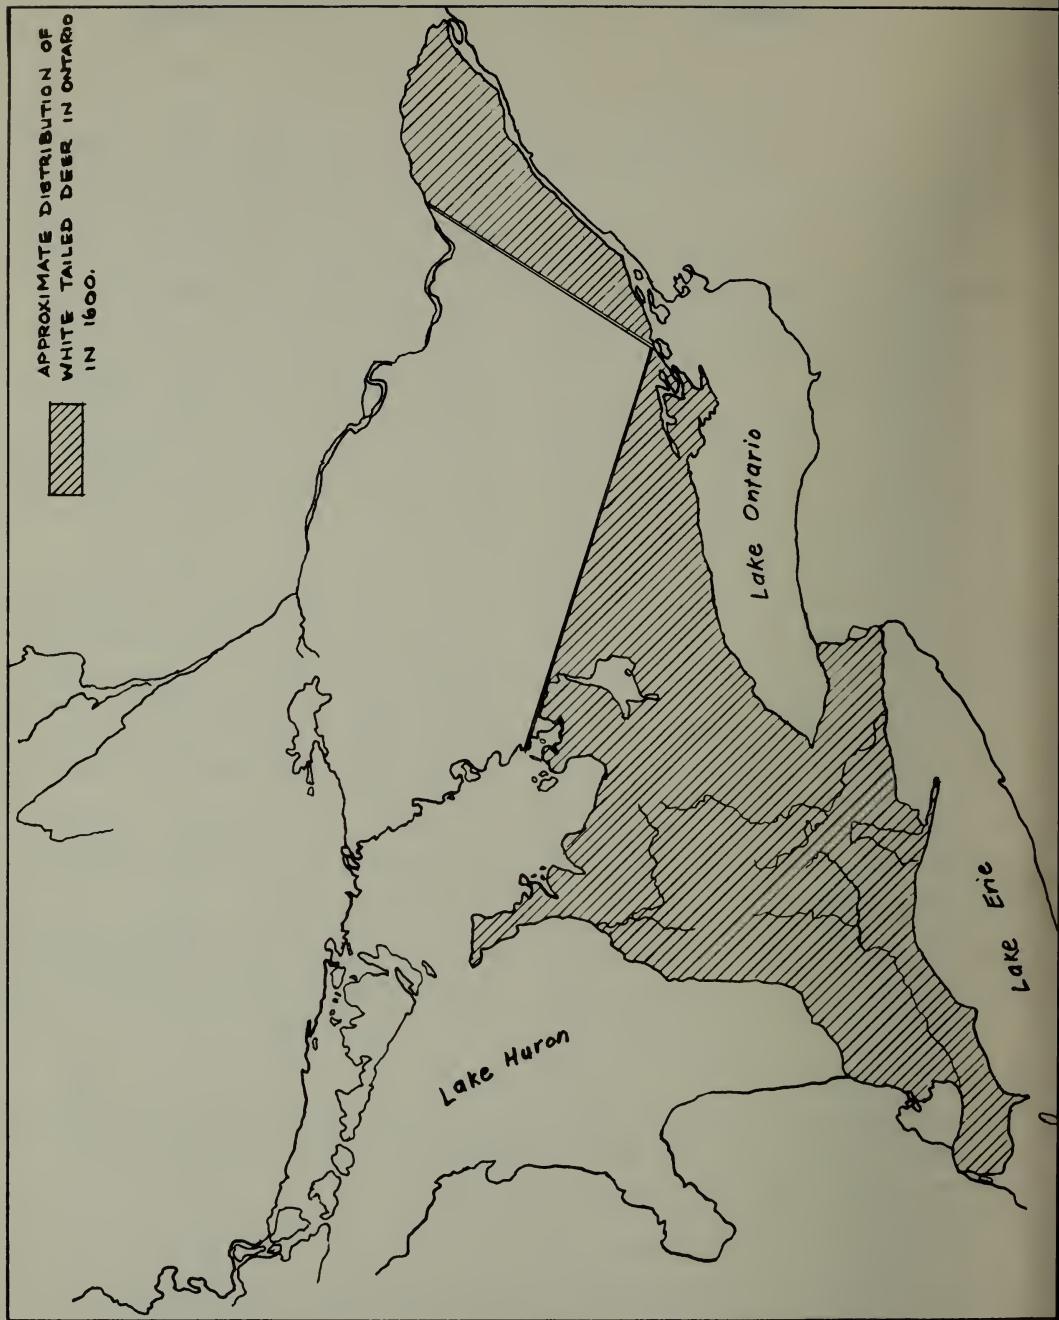 APPROXIMATE DISTRIBUTION OF
WHITE TAILED DEER IN ONTARIO
IN 1600.
Lake Huron
Lake Ontario
Lake Erie